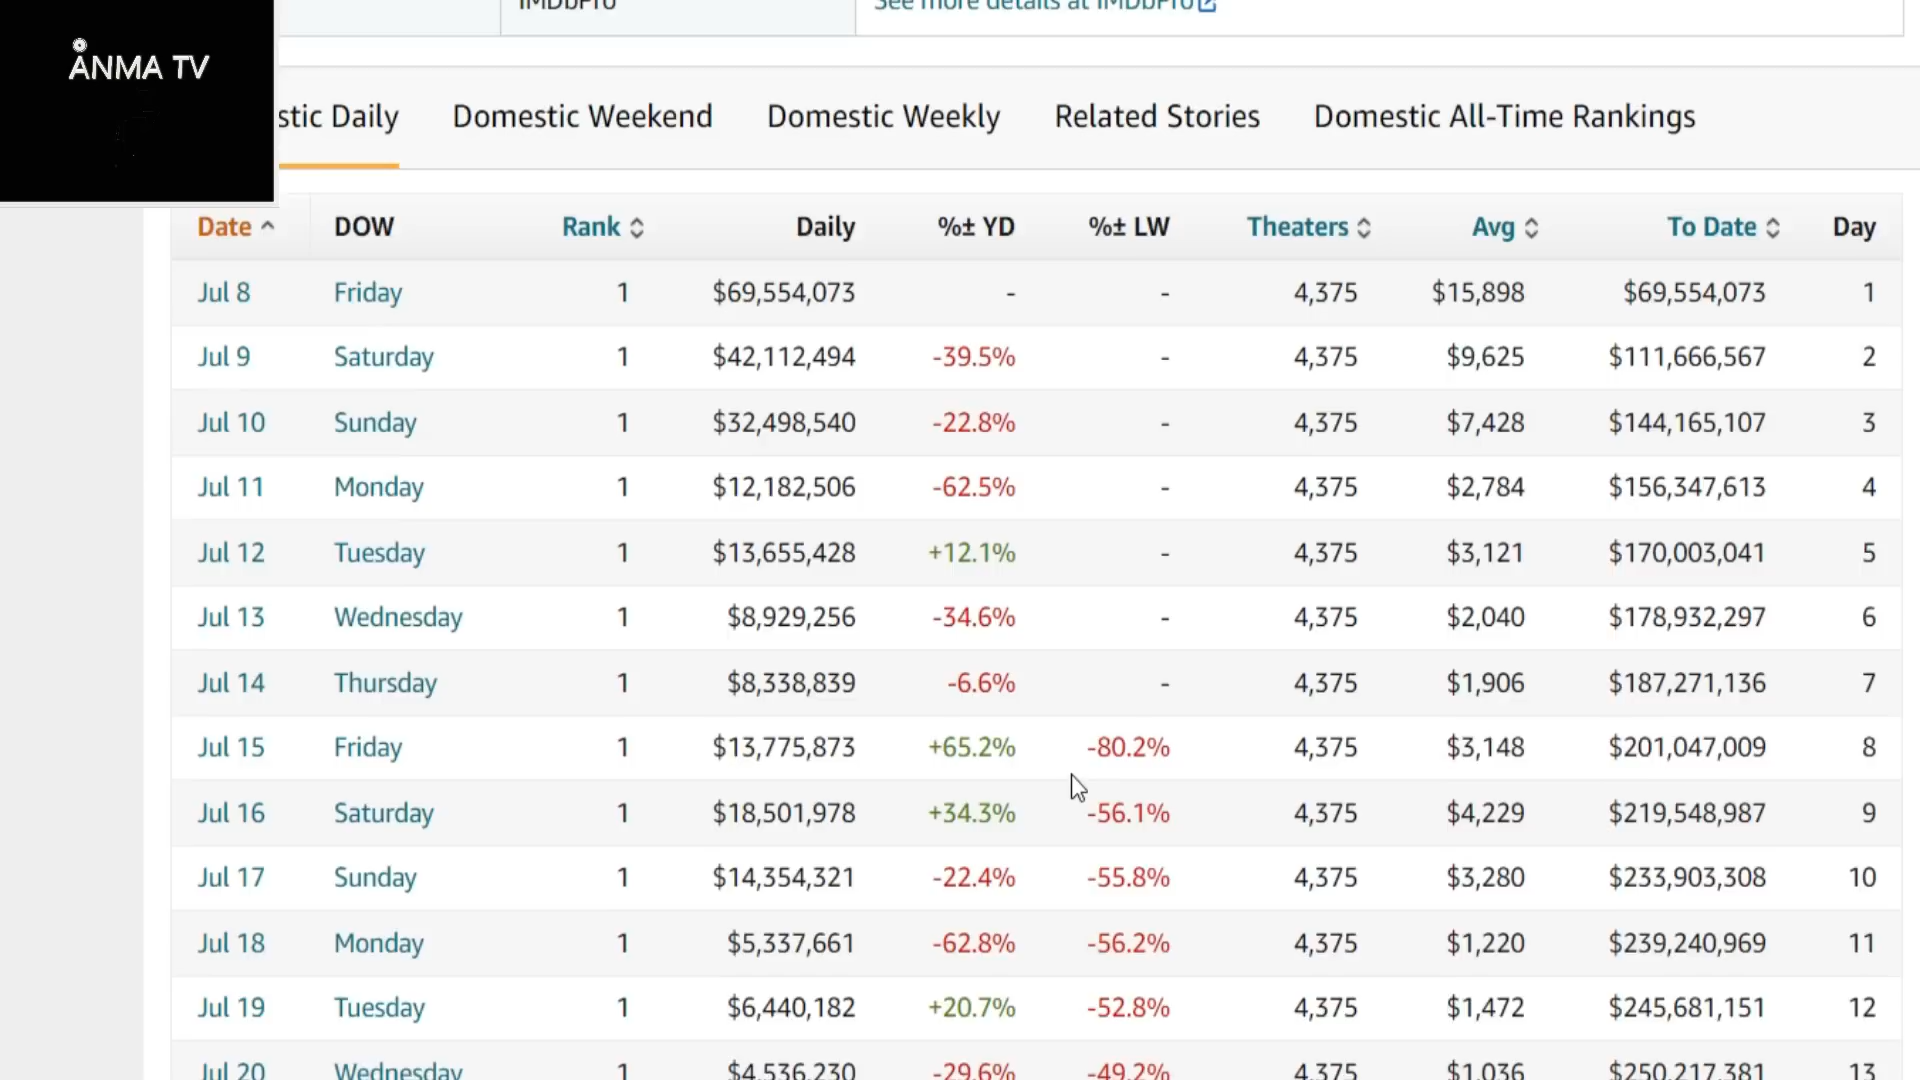 IMDbPro See more details at IMDbPro
ANMA TV
stic Daily Domestic Weekend Domestic Weekly Related Stories Domestic All-Time Rankings
Date DOW Rank Daily %± YD %± LW Theaters Avg To Date Day
Jul 8 Friday 1 $69,554,073 - - 4,375 $15,898 $69,554,073 1
Jul 9 Saturday 1 $42,112,494 -39.5% - 4,375 $9,625 $111,666,567 2
Jul 10 Sunday 1 $32,498,540 -22.8% - 4,375 $7,428 $144,165,107 3
Jul 11 Monday 1 $12,182,506 -62.5% - 4,375 $2,784 $156,347,613 4
Jul 12 Tuesday 1 $13,655,428 +12.1% - 4,375 $3,121 $170,003,041 5
Jul 13 Wednesday 1 $8,929,256 -34.6% - 4,375 $2,040 $178,932,297 6
Jul 14 Thursday 1 $8,338,839 -6.6% - 4,375 $1,906 $187,271,136 7
Jul 15 Friday 1 $13,775,873 +65.2% -80.2% 4,375 $3,148 $201,047,009 8
Jul 16 Saturday 1 $18,501,978 +34.3% -56.1% 4,375 $4,229 $219,548,987 9
Jul 17 Sunday 1 $14,354,321 -22.4% -55.8% 4,375 $3,280 $233,903,308 10
Jul 18 Monday 1 $5,337,661 -62.8% -56.2% 4,375 $1,220 $239,240,969 11
Jul 19 Tuesday 1 $6,440,182 +20.7% -52.8% 4,375 $1,472 $245,681,151 12
Jul 20 Wednesday 1 $4,536,230 -29.6% -49.2% 4,375 $1,036 $250,217,381 13